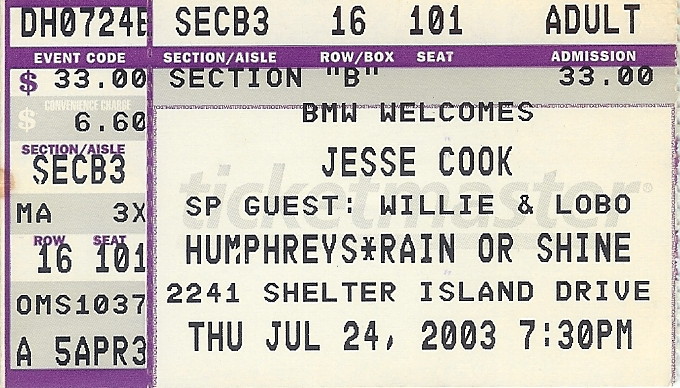 DH0724E SECB3 16 101 ADULT
EVENT CODE SECTION/AISLE ROW/BOX SEAT ADMISSION
$ 33.00 SECTION "B" 33.00
CONVENIENCE CHARGE
$ 6.60
BMW WELCOMES
SECTION/AISLE
SECB3
JESSE COOK
ticketmaster®
MA 3X
SP GUEST: WILLIE & LOBO
ROW SEAT
16 101
HUMPHREYS*RAIN OR SHINE
OMS1037
2241 SHELTER ISLAND DRIVE
A 5APR3
THU JUL 24, 2003 7:30PM